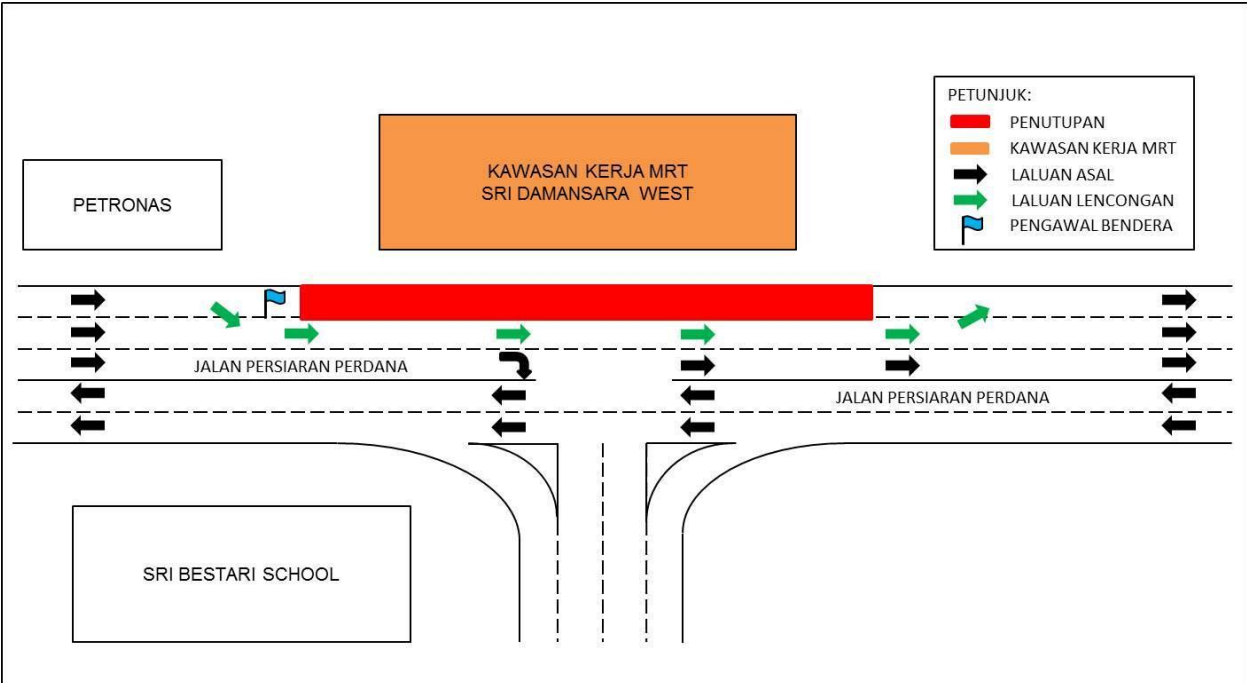 PETUNJUK:
PENUTUPAN
KAWASAN KERJA MRT
LALUAN ASAL
LALUAN LENCONGAN
PENGAWAL BENDERA
KAWASAN KERJA MRT
SRI DAMANSARA WEST
PETRONAS
JALAN PERSIARAN PERDANA
JALAN PERSIARAN PERDANA
SRI BESTARI SCHOOL